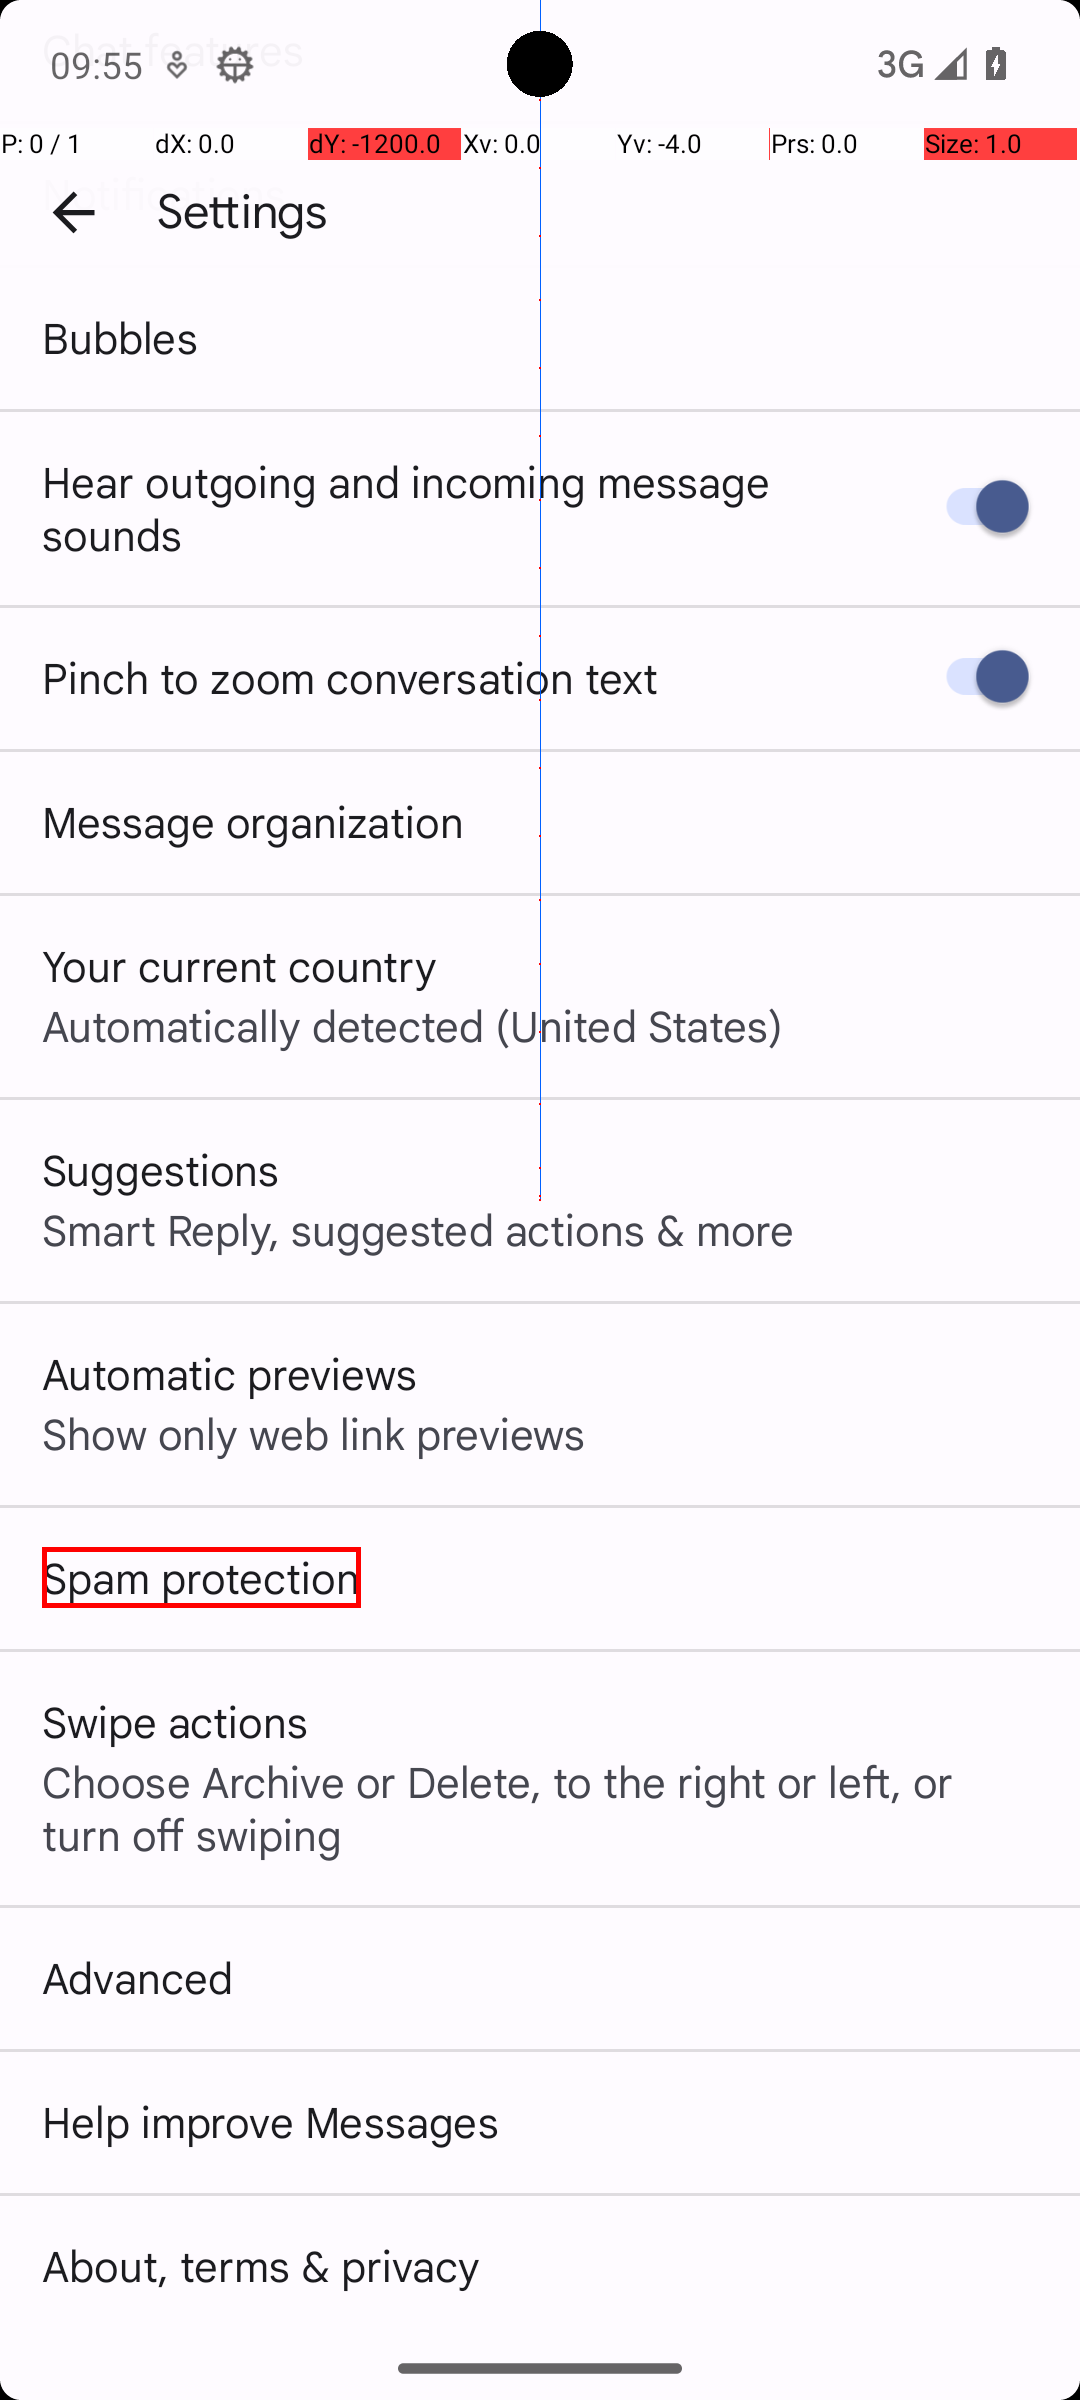 Chat features
09:55
3G
P: 0 / 1 dX: 0.0 dY: -1200.0 Xv: 0.0 Yv: -4.0 Prs: 0.0 Size: 1.0
Notifications
Settings
Bubbles
Hear outgoing and incoming message
sounds
Pinch to zoom conversation text
Message organization
Your current country
Automatically detected (United States)
Suggestions
Smart Reply, suggested actions & more
Automatic previews
Show only web link previews
Spam protection
Swipe actions
Choose Archive or Delete, to the right or left, or
turn off swiping
Advanced
Help improve Messages
About, terms & privacy